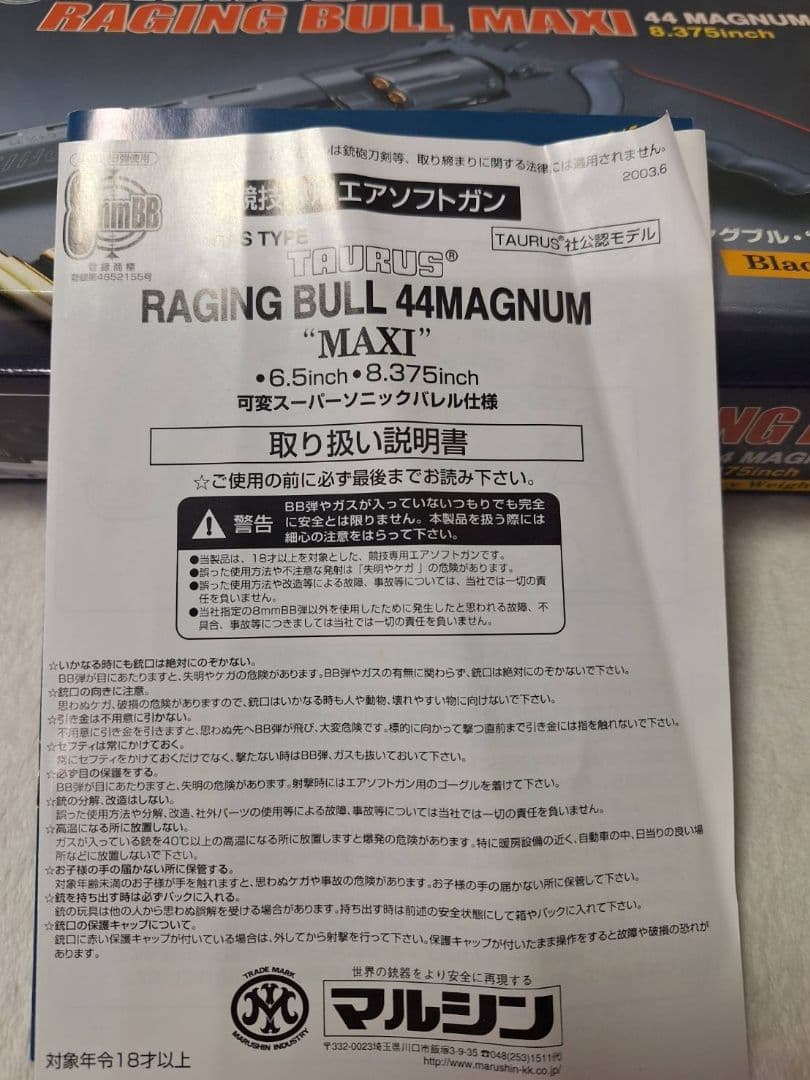 RAGING BULL MAXI
44 MAGNUM
8.375inch
は銃砲刀剣等、取り締まりに関する法律には適用されません。
2003.6
8mmBB
登録商標
登録第4652155号
競技専用エアソフトガン
TYPE
TAURUS®社公認モデル
TAURUS®
RAGING BULL 44MAGNUM
“MAXI”
•6.5inch•8.375inch
可変スーパーソニックバレル仕様
取り扱い説明書
☆ご使用の前に必ず最後までお読み下さい。
警告
BB弾やガスが入っていないつもりでも完全
に安全とは限りません。本製品を扱う際には
細心の注意をはらって下さい。
●当製品は、18才以上を対象とした、競技専用エアソフトガンです。
●誤った使用方法や不注意な発射は「失明やケガ」の危険があります。
●誤った使用方法や改造等による故障、事故等については、当社では一切の責
任を負いません。
●当社指定の8mmBB弾以外を使用したために発生したと思われる故障、不
具合、事故等につきましては当社では一切の責任を負いません。
☆いかなる時にも銃口は絶対にのぞかない。
BB弾が目にあたりますと、失明やケガの危険があります。BB弾やガスの有無に関わらず、銃口は絶対にのぞかないで下さい。
☆銃口の向きに注意。
思わぬケガ、破損の危険がありますので、銃口はいかなる時も人や動物、壊れやすい物に向けないで下さい。
☆引き金は不用意に引かない。
不用意に引き金を引きますと、思わぬ先へBB弾が飛び、大変危険です。標的に向かって撃つ直前まで引き金には指を触れないで下さい。
☆セフティは常にかけておく。
常にセフティをかけておくだけでなく、撃たない時はBB弾、ガスも抜いておいて下さい。
☆必ず目の保護をする。
BB弾が目にあたりますと、失明の危険があります。射撃時にはエアソフトガン用のゴーグルを着けて下さい。
☆銃の分解、改造はしない。
誤った使用方法や分解、改造、社外パーツの使用等による故障、事故等については当社では一切の責任を負いません。
☆高温になる所に放置しない。
ガスが入っている銃を40℃以上の高温になる所に放置しますと爆発の危険があります。特に暖房設備の近く、自動車の中、日当りの良い場
所などに放置しないで下さい。
☆お子様の手の届かない所に保管する。
対象年齢未満のお子様が手を触れますと、思わぬケガや事故の危険があります。お子様の手の届かない所に保管して下さい。
☆銃を持ち出す時は必ずバックに入れる。
銃の玩具は他の人から思わぬ誤解を受ける場合があります。持ち出す時は前述の安全状態にして箱やバックに入れて下さい。
☆銃口の保護キャップについて。
銃口に赤い保護キャップが付いている場合は、外してから射撃を行って下さい。保護キャップが付いたまま操作をすると故障や破損の恐れが
あります。
TRADE MARK
MARUSHIN INDUSTRY
世界の銃器をより安全に再現する
マルシン
〒332-0023埼玉県川口市飯塚3-9-35 ☎048(253)1511代
http://www.marushin-kk.co.jp/
対象年令18才以上